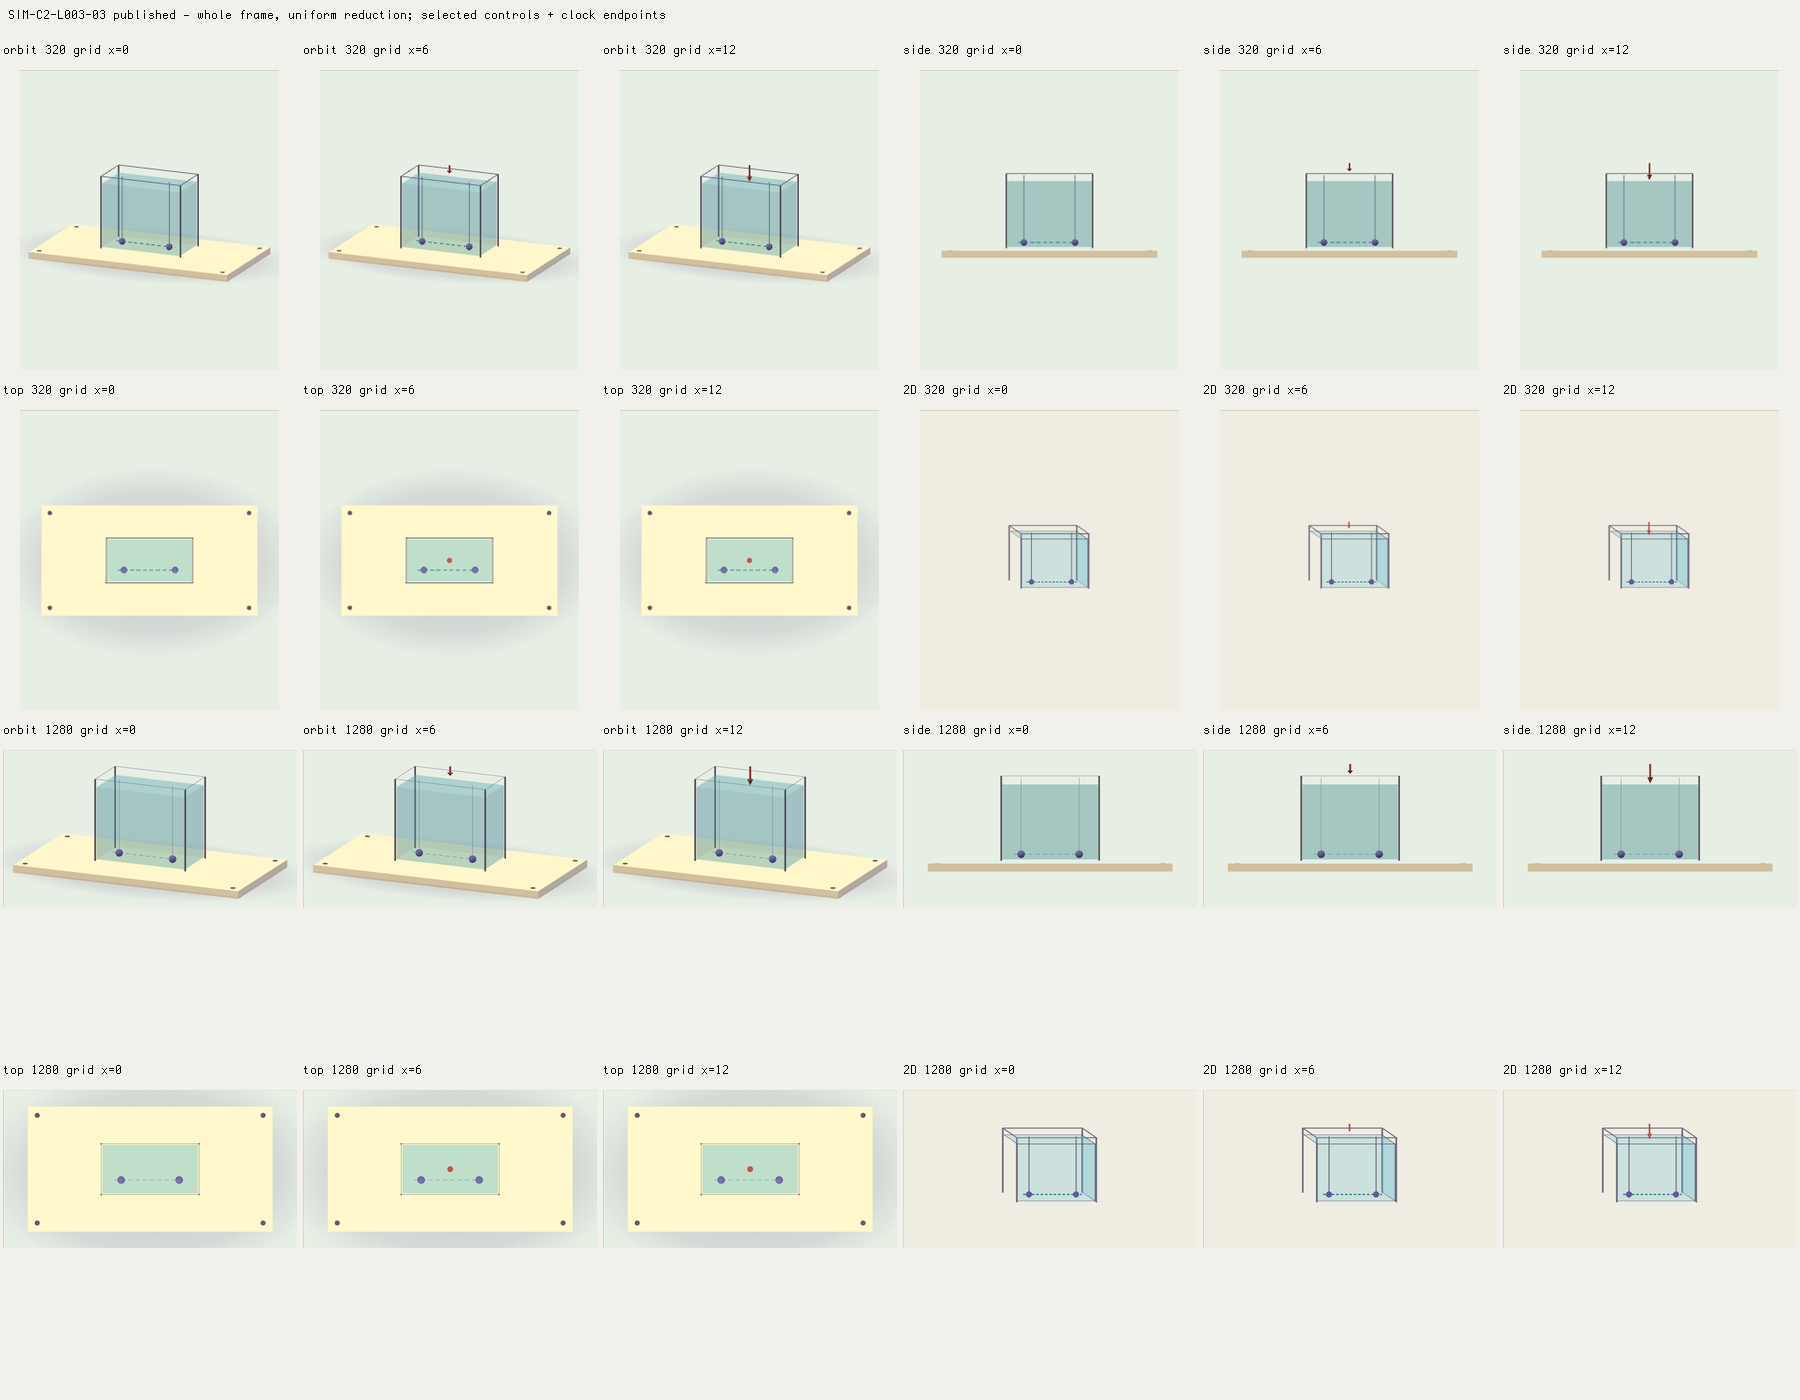 SIM-C2-L003-03 published — whole frame, uniform reduction; selected controls + clock endpoints
orbit 320 grid x=0
orbit 320 grid x=6
orbit 320 grid x=12
side 320 grid x=0
side 320 grid x=6
side 320 grid x=12
top 320 grid x=0
top 320 grid x=6
top 320 grid x=12
2D 320 grid x=0
2D 320 grid x=6
2D 320 grid x=12
orbit 1280 grid x=0
orbit 1280 grid x=6
orbit 1280 grid x=12
side 1280 grid x=0
side 1280 grid x=6
side 1280 grid x=12
top 1280 grid x=0
top 1280 grid x=6
top 1280 grid x=12
2D 1280 grid x=0
2D 1280 grid x=6
2D 1280 grid x=12